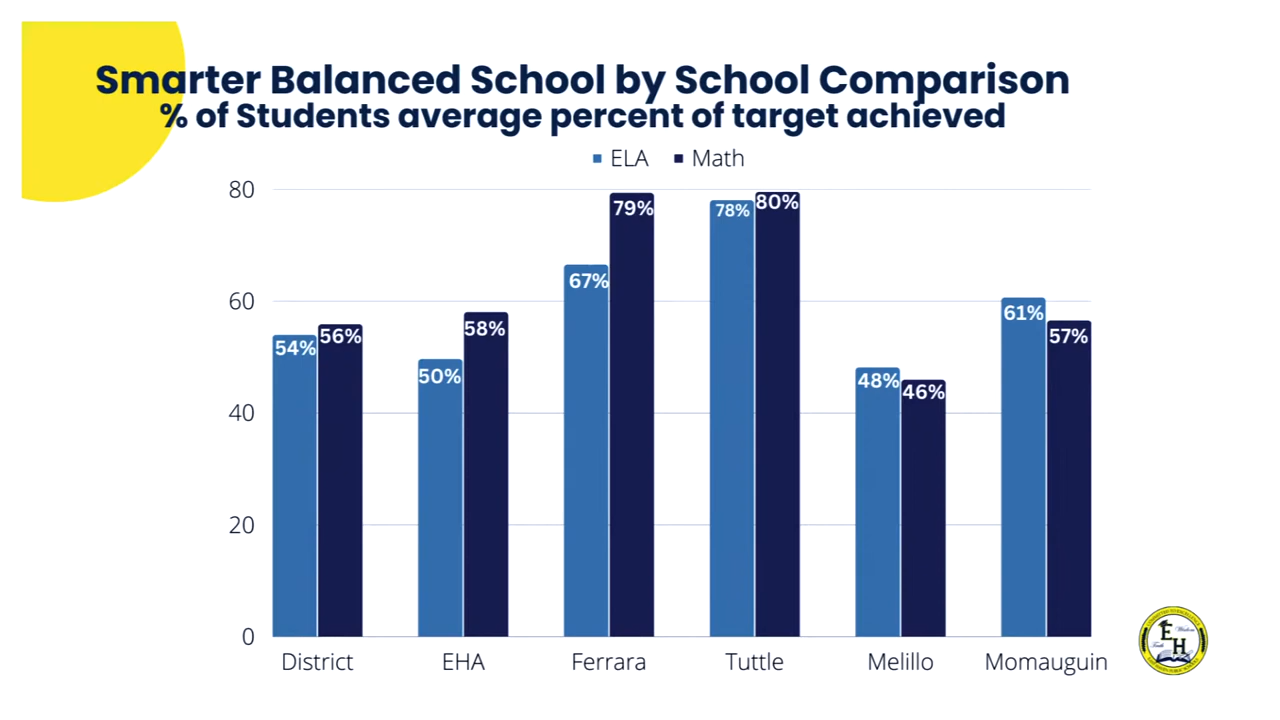 Smarter Balanced School by School Comparison
% of Students average percent of target achieved
ELA Math
80
60
40
20
0
54% 56% 50% 58% 67% 79% 78% 80% 48% 46% 61% 57%
District EHA Ferrara Tuttle Melillo Momauguin
EH